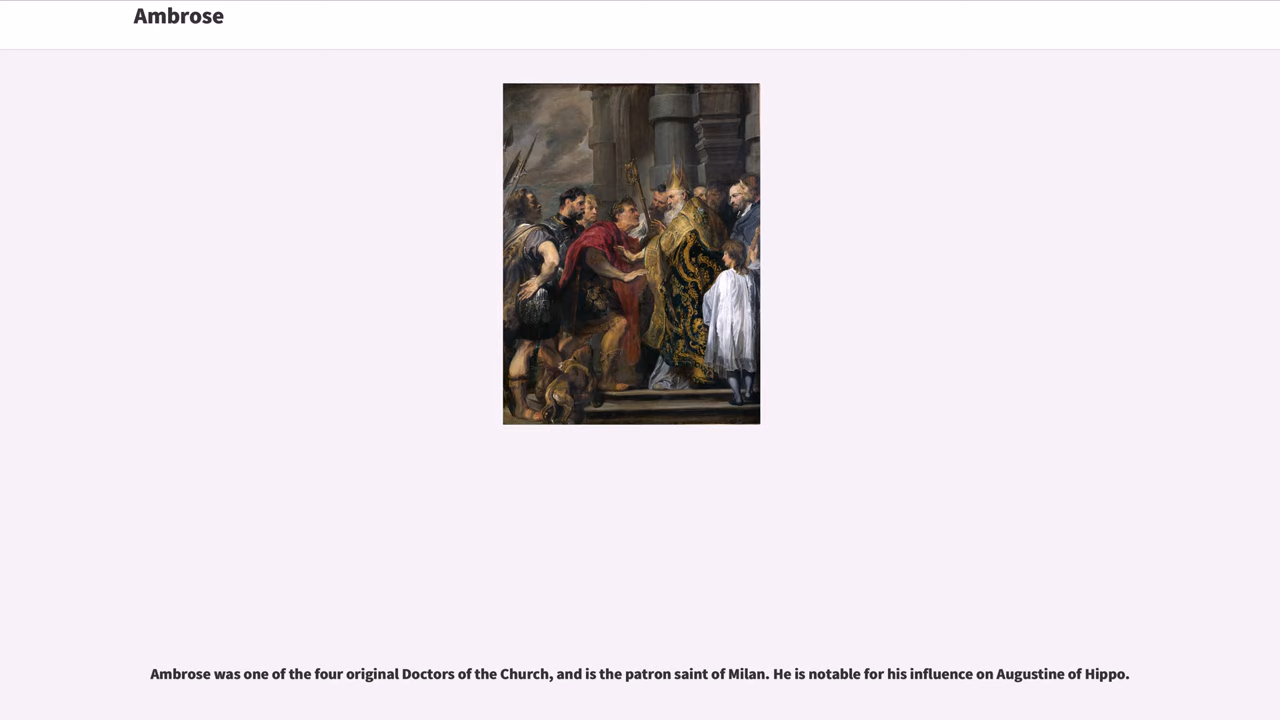 Ambrose
Ambrose was one of the four original Doctors of the Church, and is the patron saint of Milan. He is notable for his influence on Augustine of Hippo.